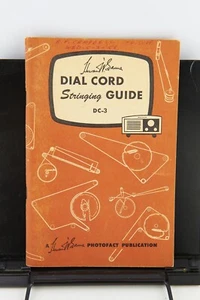 Howard W. Sams
DIAL CORD
Stringing GUIDE
DC-3
A Howard W. Sams PHOTOFACT PUBLICATION